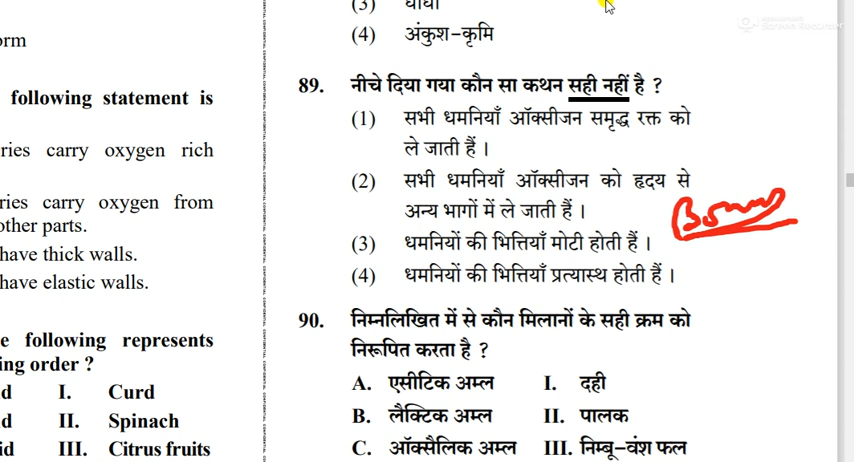 orm
following statement is
ries carry oxygen rich
ries carry oxygen from
other parts.
have thick walls.
have elastic walls.
e following represents
ing order ?
d I. Curd
d II. Spinach
id III. Citrus fruits
(3) घोंघा
(4) अंकुश-कृमि
89. नीचे दिया गया कौन सा कथन सही नहीं है ?
(1) सभी धमनियाँ ऑक्सीजन समृद्ध रक्त को
ले जाती हैं ।
(2) सभी धमनियाँ ऑक्सीजन को हृदय से
अन्य भागों में ले जाती हैं ।
(3) धमनियों की भित्तियाँ मोटी होती हैं ।
(4) धमनियों की भित्तियाँ प्रत्यास्थ होती हैं ।
90. निम्नलिखित में से कौन मिलानों के सही क्रम को
निरूपित करता है ?
A. एसीटिक अम्ल I. दही
B. लैक्टिक अम्ल II. पालक
C. ऑक्सैलिक अम्ल III. निम्बू-वंश फल